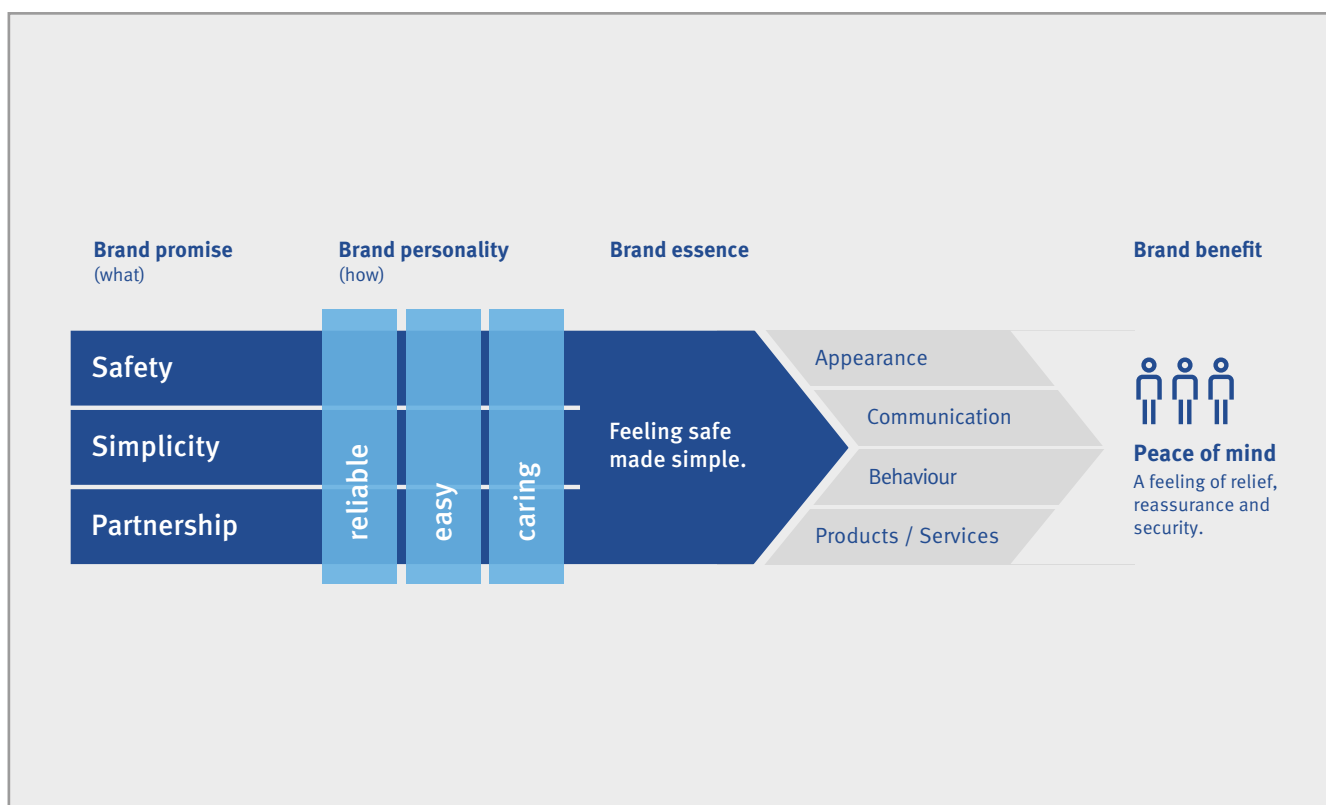 Brand promise
(what)
Brand personality
(how)
Brand essence
Brand benefit
Safety
Simplicity
Partnership
reliable
easy
caring
Feeling safe
made simple.
Appearance
Communication
Behaviour
Products / Services
Peace of mind
A feeling of relief,
reassurance and
security.